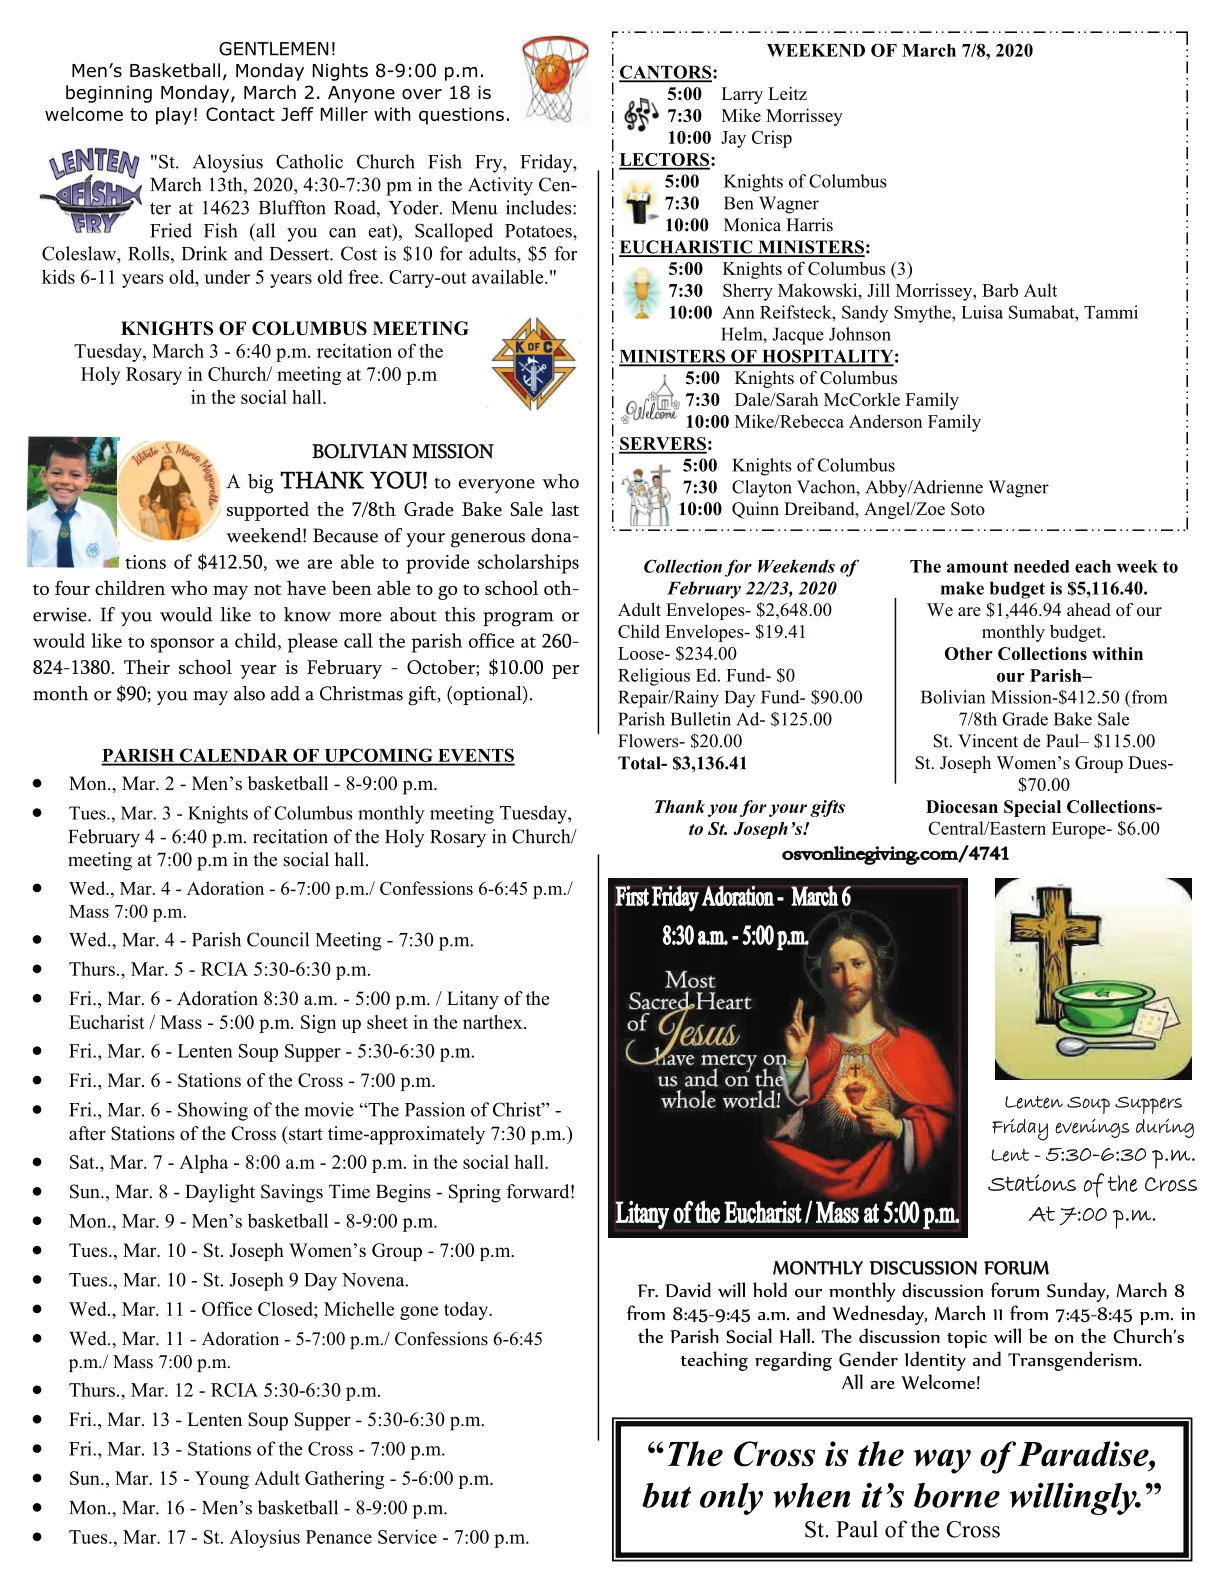 GENTLEMEN!
Men's Basketball, Monday Nights 8-9:00 p.m.
beginning Monday, March 2. Anyone over 18 is
welcome to play! Contact Jeff Miller with questions.
LENTEN
FISH
FRY
"St. Aloysius Catholic Church Fish Fry, Friday,
March 13th, 2020, 4:30-7:30 pm in the Activity Cen-
ter at 14623 Bluffton Road, Yoder. Menu includes:
Fried Fish (all you can eat), Scalloped Potatoes,
Coleslaw, Rolls, Drink and Dessert. Cost is $10 for adults, $5 for
kids 6-11 years old, under 5 years old free. Carry-out available."
KNIGHTS OF COLUMBUS MEETING
Tuesday, March 3 - 6:40 p.m. recitation of the
Holy Rosary in Church/ meeting at 7:00 p.m
in the social hall.
K OF C
BOLIVIAN MISSION
A big THANK YOU! to everyone who
supported the 7/8th Grade Bake Sale last
weekend! Because of your generous dona-
tions of $412.50, we are able to provide scholarships
to four children who may not have been able to go to school oth-
erwise. If you would like to know more about this program or
would like to sponsor a child, please call the parish office at 260-
824-1380. Their school year is February - October; $10.00 per
month or $90; you may also add a Christmas gift, (optional).
PARISH CALENDAR OF UPCOMING EVENTS
• Mon., Mar. 2 - Men's basketball - 8-9:00 p.m.
• Tues., Mar. 3 - Knights of Columbus monthly meeting Tuesday,
February 4 - 6:40 p.m. recitation of the Holy Rosary in Church/
meeting at 7:00 p.m in the social hall.
• Wed., Mar. 4 - Adoration - 6-7:00 p.m./ Confessions 6-6:45 p.m./
Mass 7:00 p.m.
• Wed., Mar. 4 - Parish Council Meeting - 7:30 p.m.
• Thurs., Mar. 5 - RCIA 5:30-6:30 p.m.
• Fri., Mar. 6 - Adoration 8:30 a.m. - 5:00 p.m. / Litany of the
Eucharist / Mass - 5:00 p.m. Sign up sheet in the narthex.
• Fri., Mar. 6 - Lenten Soup Supper - 5:30-6:30 p.m.
• Fri., Mar. 6 - Stations of the Cross - 7:00 p.m.
• Fri., Mar. 6 - Showing of the movie “The Passion of Christ” -
after Stations of the Cross (start time-approximately 7:30 p.m.)
• Sat., Mar. 7 - Alpha - 8:00 a.m - 2:00 p.m. in the social hall.
• Sun., Mar. 8 - Daylight Savings Time Begins - Spring forward!
• Mon., Mar. 9 - Men's basketball - 8-9:00 p.m.
• Tues., Mar. 10 - St. Joseph Women's Group - 7:00 p.m.
• Tues., Mar. 10 - St. Joseph 9 Day Novena.
• Wed., Mar. 11 - Office Closed; Michelle gone today.
• Wed., Mar. 11 - Adoration - 5-7:00 p.m./ Confessions 6-6:45
p.m./ Mass 7:00 p.m.
• Thurs., Mar. 12 - RCIA 5:30-6:30 p.m.
• Fri., Mar. 13 - Lenten Soup Supper - 5:30-6:30 p.m.
• Fri., Mar. 13 - Stations of the Cross - 7:00 p.m.
• Sun., Mar. 15 - Young Adult Gathering - 5-6:00 p.m.
• Mon., Mar. 16 - Men's basketball - 8-9:00 p.m.
• Tues., Mar. 17 - St. Aloysius Penance Service - 7:00 p.m.
WEEKEND OF March 7/8, 2020
CANTORS:
5:00 Larry Leitz
7:30 Mike Morrissey
10:00 Jay Crisp
LECTORS:
5:00 Knights of Columbus
7:30 Ben Wagner
10:00 Monica Harris
EUCHARISTIC MINISTERS:
5:00 Knights of Columbus (3)
7:30 Sherry Makowski, Jill Morrissey, Barb Ault
10:00 Ann Reifsteck, Sandy Smythe, Luisa Sumabat, Tammi
Helm, Jacque Johnson
MINISTERS OF HOSPITALITY:
Welcome
5:00 Knights of Columbus
7:30 Dale/Sarah McCorkle Family
10:00 Mike/Rebecca Anderson Family
SERVERS:
5:00 Knights of Columbus
7:30 Clayton Vachon, Abby/Adrienne Wagner
10:00 Quinn Dreiband, Angel/Zoe Soto
Collection for Weekends of
February 22/23, 2020
Adult Envelopes- $2,648.00
Child Envelopes- $19.41
Loose- $234.00
Religious Ed. Fund- $0
Repair/Rainy Day Fund- $90.00
Parish Bulletin Ad- $125.00
Flowers- $20.00
Total- $3,136.41
Thank you for your gifts
to St. Joseph's!
The amount needed each week to
make budget is $5,116.40.
We are $1,446.94 ahead of our
monthly budget.
Other Collections within
our Parish–
Bolivian Mission-$412.50 (from
7/8th Grade Bake Sale
St. Vincent de Paul– $115.00
St. Joseph Women's Group Dues-
$70.00
Diocesan Special Collections-
Central/Eastern Europe- $6.00
osvonlinegiving.com/4741
First Friday Adoration - March 6
8:30 a.m. - 5:00 p.m.
Most
Sacred Heart
of Jesus
have mercy on
us and on the
whole world!
Litany of the Eucharist / Mass at 5:00 p.m.
Lenten Soup Suppers
Friday evenings during
Lent - 5:30-6:30 p.m.
Stations of the Cross
At 7:00 p.m.
MONTHLY DISCUSSION FORUM
Fr. David will hold our monthly discussion forum Sunday, March 8
from 8:45-9:45 a.m. and Wednesday, March 11 from 7:45-8:45 p.m. in
the Parish Social Hall. The discussion topic will be on the Church's
teaching regarding Gender Identity and Transgenderism.
All are Welcome!
“The Cross is the way of Paradise,
but only when it's borne willingly.”
St. Paul of the Cross